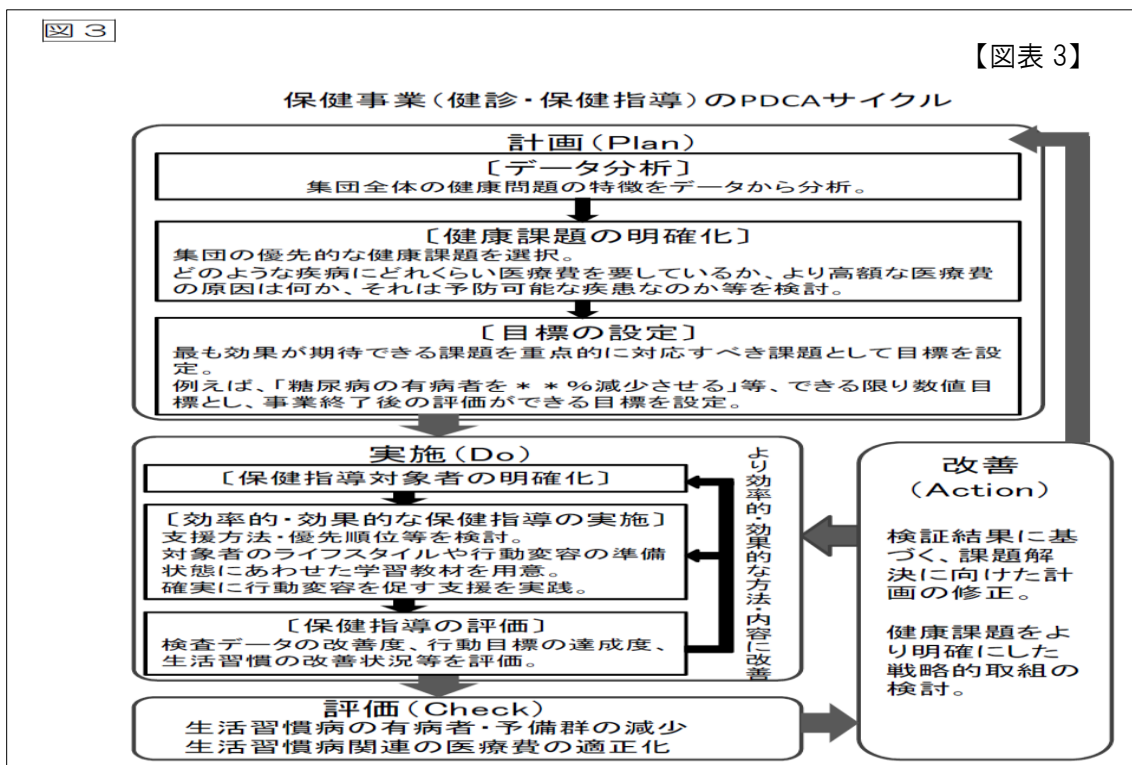 図 3
【図表 3】
保健事業(健診・保健指導)のPDCAサイクル
計画(Plan)
〔データ分析〕
集団全体の健康問題の特徴をデータから分析。
〔健康課題の明確化〕
集団の優先的な健康課題を選択。
どのような疾病にどれくらい医療費を要しているか、より高額な医療費
の原因は何か、それは予防可能な疾患なのか等を検討。
〔目標の設定〕
最も効果が期待できる課題を重点的に対応すべき課題として目標を設
定。
例えば、「糖尿病の有病者を＊＊％減少させる」等、できる限り数値目
標とし、事業終了後の評価ができる目標を設定。
実施(Do)
〔保健指導対象者の明確化〕
〔効率的・効果的な保健指導の実施〕
支援方法・優先順位等を検討。
対象者のライフスタイルや行動変容の準備
状態にあわせた学習教材を用意。
確実に行動変容を促す支援を実践。
〔保健指導の評価〕
検査データの改善度、行動目標の達成度、
生活習慣の改善状況等を評価。
より効率的・効果的な方法・内容に改善
評価(Check)
生活習慣病の有病者・予備群の減少
生活習慣病関連の医療費の適正化
改善
(Action)
検証結果に基
づく、課題解
決に向けた計
画の修正。
健康課題をよ
り明確にした
戦略的取組の
検討。